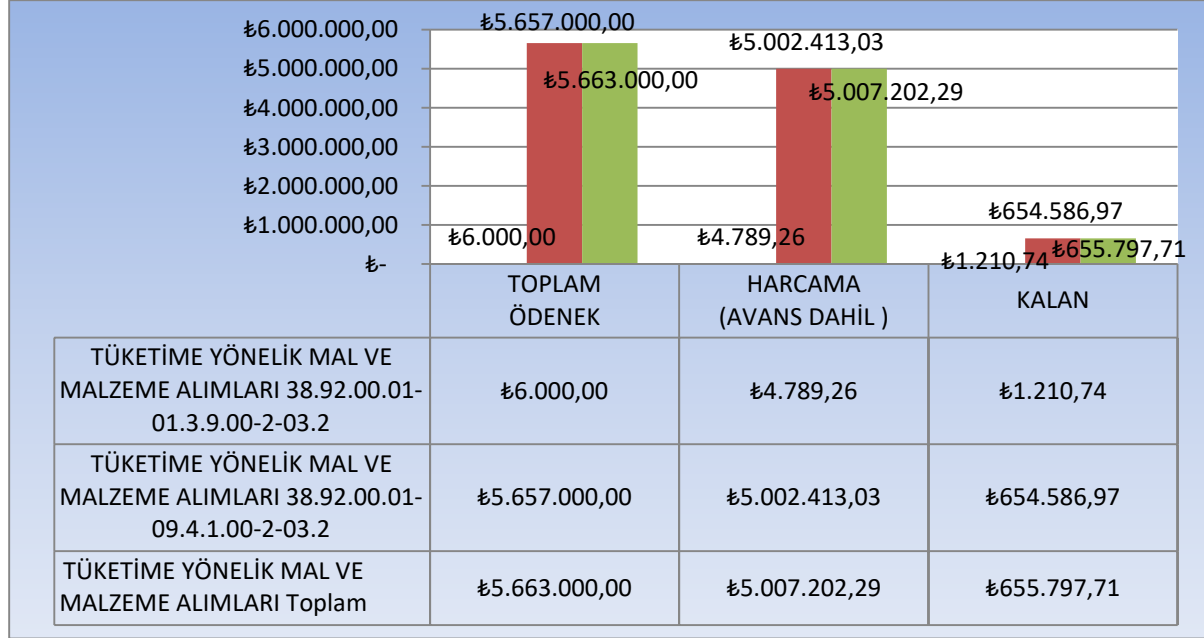 ₺6.000.000,00
₺5.000.000,00
₺4.000.000,00
₺3.000.000,00
₺2.000.000,00
₺1.000.000,00
₺-
₺5.657.000,00
₺5.002.413,03
₺5.663.000,00
₺5.007.202,29
₺654.586,97
₺6.000,00
₺4.789,26
₺1.210,74
₺655.797,71
TOPLAM
ÖDENEK
HARCAMA
(AVANS DAHİL )
KALAN
TÜKETİME YÖNELİK MAL VE
MALZEME ALIMLARI 38.92.00.01-
01.3.9.00-2-03.2
₺6.000,00
₺4.789,26
₺1.210,74
TÜKETİME YÖNELİK MAL VE
MALZEME ALIMLARI 38.92.00.01-
09.4.1.00-2-03.2
₺5.657.000,00
₺5.002.413,03
₺654.586,97
TÜKETİME YÖNELİK MAL VE
MALZEME ALIMLARI Toplam
₺5.663.000,00
₺5.007.202,29
₺655.797,71